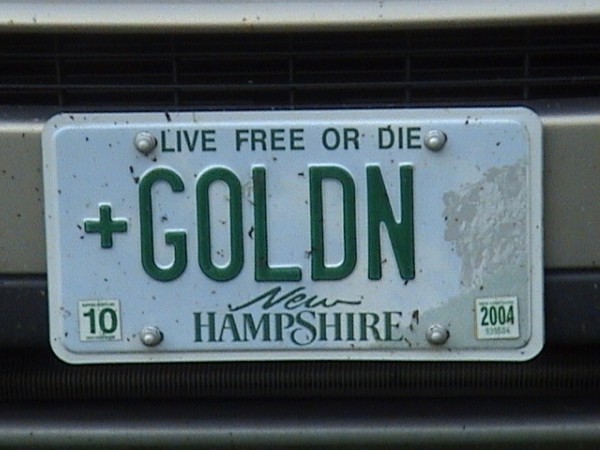 LIVE FREE OR DIE
+GOLDN
New
HAMPSHIRE
10
2004